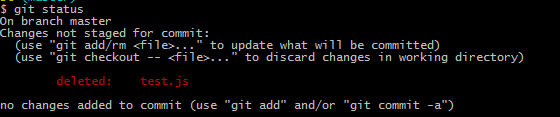 $ git status
On branch master
Changes not staged for commit:
  (use "git add/rm <file>..." to update what will be committed)
  (use "git checkout -- <file>..." to discard changes in working directory)

        deleted:    test.js

no changes added to commit (use "git add" and/or "git commit -a")